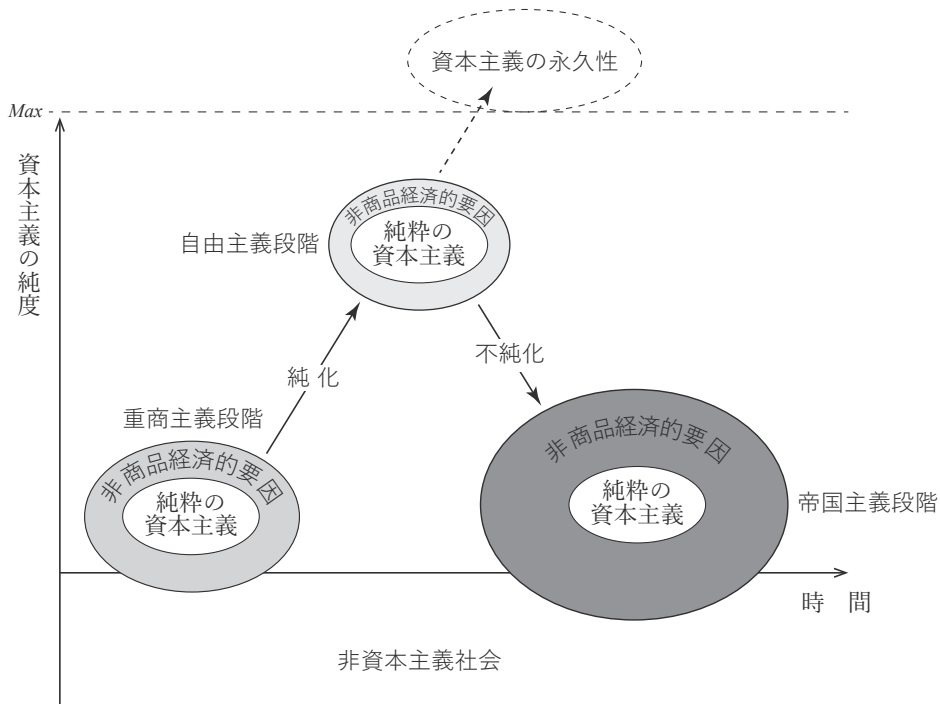 資本主義の永久性
Max
資本主義の純度
非商品経済的要因
純粋の
資本主義
自由主義段階
不純化
純 化
重商主義段階
非商品経済的要因
純粋の
資本主義
非商品経済的要因
純粋の
資本主義
帝国主義段階
時 間
非資本主義社会